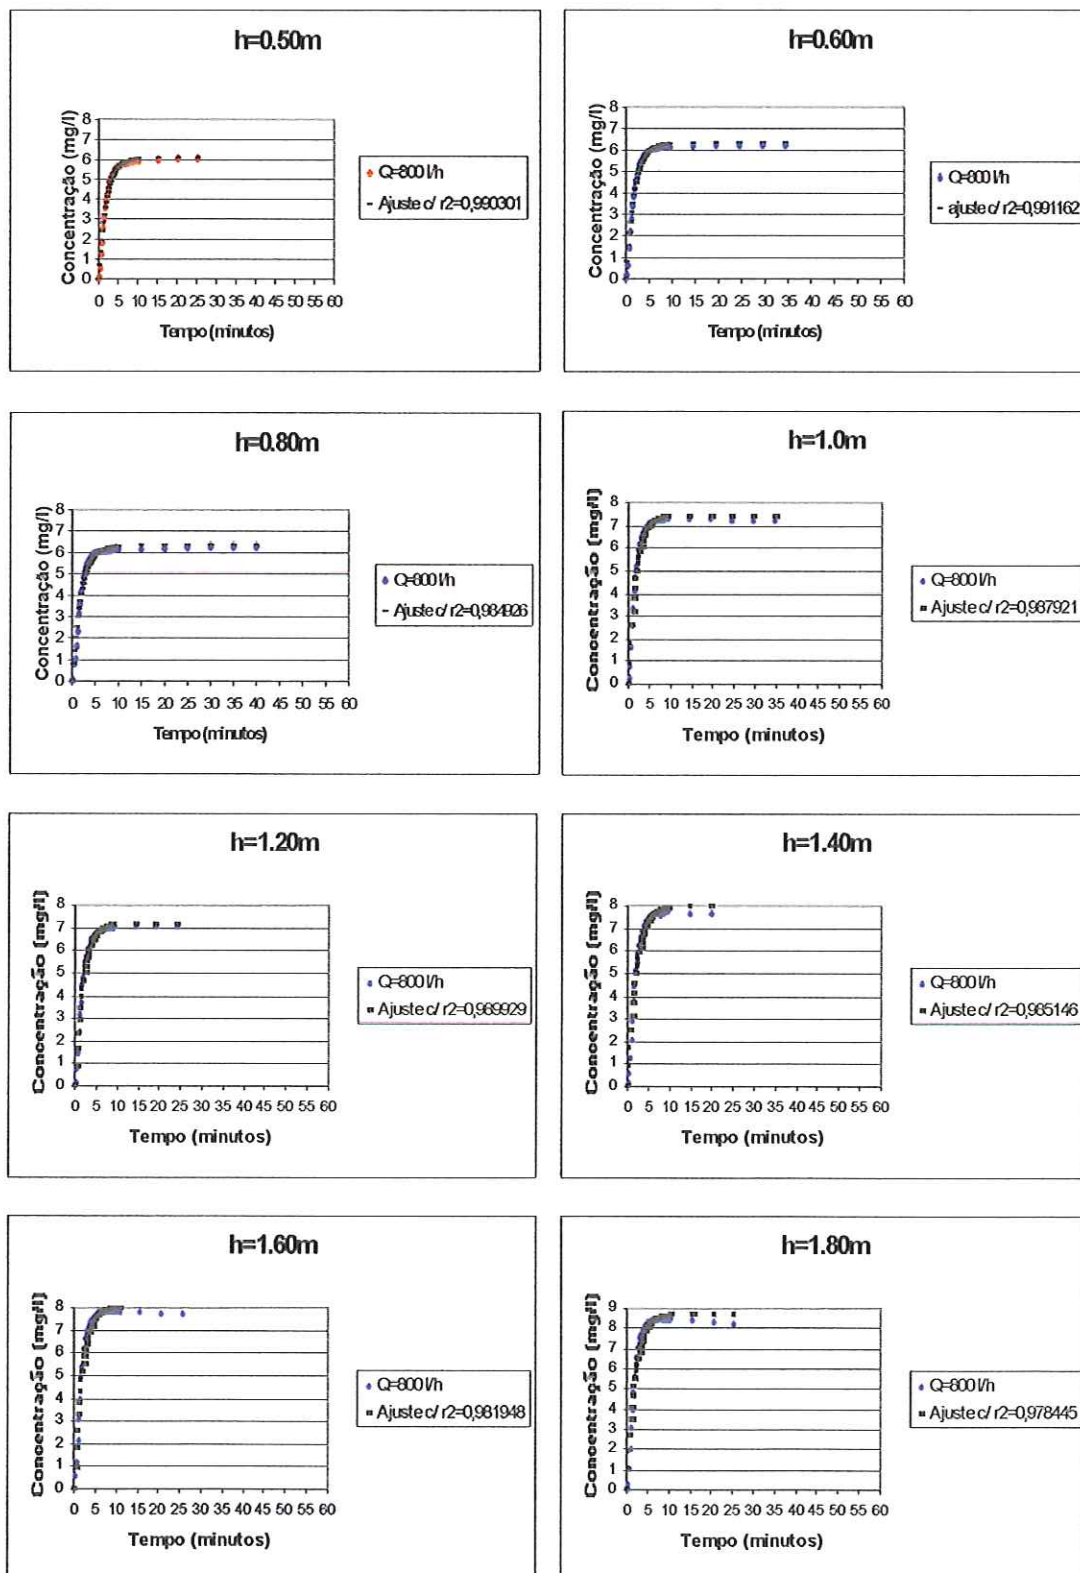 h=0.50m
Concentração (mg/l)
8
7
6
5
4
3
2
1
0
0 5 10 15 20 25 30 35 40 45 50 55 60
Tempo (minutos)
Q=800 l/h
Ajuste c/ r2=0,990301
h=0.60m
Concentração (mg/l)
8
7
6
5
4
3
2
1
0
0 5 10 15 20 25 30 35 40 45 50 55 60
Tempo (minutos)
Q=800 l/h
ajuste c/ r2=0,991162
h=0.80m
Concentração (mg/l)
8
7
6
5
4
3
2
1
0
0 5 10 15 20 25 30 35 40 45 50 55 60
Tempo (minutos)
Q=800 l/h
Ajuste c/ r2=0,984926
h=1.0m
Concentração (mg/l)
8
7
6
5
4
3
2
1
0
0 5 10 15 20 25 30 35 40 45 50 55 60
Tempo (minutos)
Q=800 l/h
Ajuste c/ r2=0,987921
h=1.20m
Concentração (mg/l)
8
7
6
5
4
3
2
1
0
0 5 10 15 20 25 30 35 40 45 50 55 60
Tempo (minutos)
Q=800 l/h
Ajuste c/ r2=0,989929
h=1.40m
Concentração (mg/l)
8
7
6
5
4
3
2
1
0
0 5 10 15 20 25 30 35 40 45 50 55 60
Tempo (minutos)
Q=800 l/h
Ajuste c/ r2=0,985146
h=1.60m
Concentração (mg/l)
8
7
6
5
4
3
2
1
0
0 5 10 15 20 25 30 35 40 45 50 55 60
Tempo (minutos)
Q=800 l/h
Ajuste c/ r2=0,981948
h=1.80m
Concentração (mg/l)
9
8
7
6
5
4
3
2
1
0
0 5 10 15 20 25 30 35 40 45 50 55 60
Tempo (minutos)
Q=800 l/h
Ajuste c/ r2=0,978445